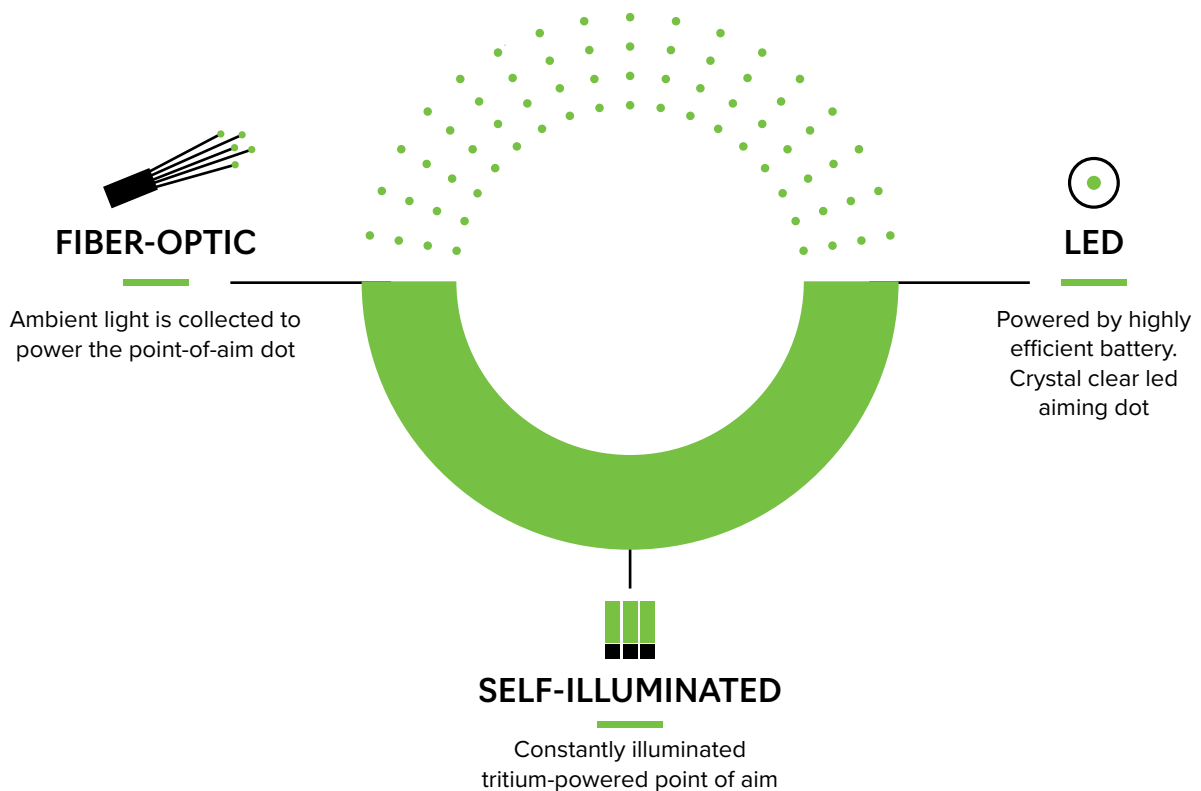 FIBER-OPTIC
Ambient light is collected to
power the point-of-aim dot
LED
Powered by highly
efficient battery.
Crystal clear led
aiming dot
SELF-ILLUMINATED
Constantly illuminated
tritium-powered point of aim